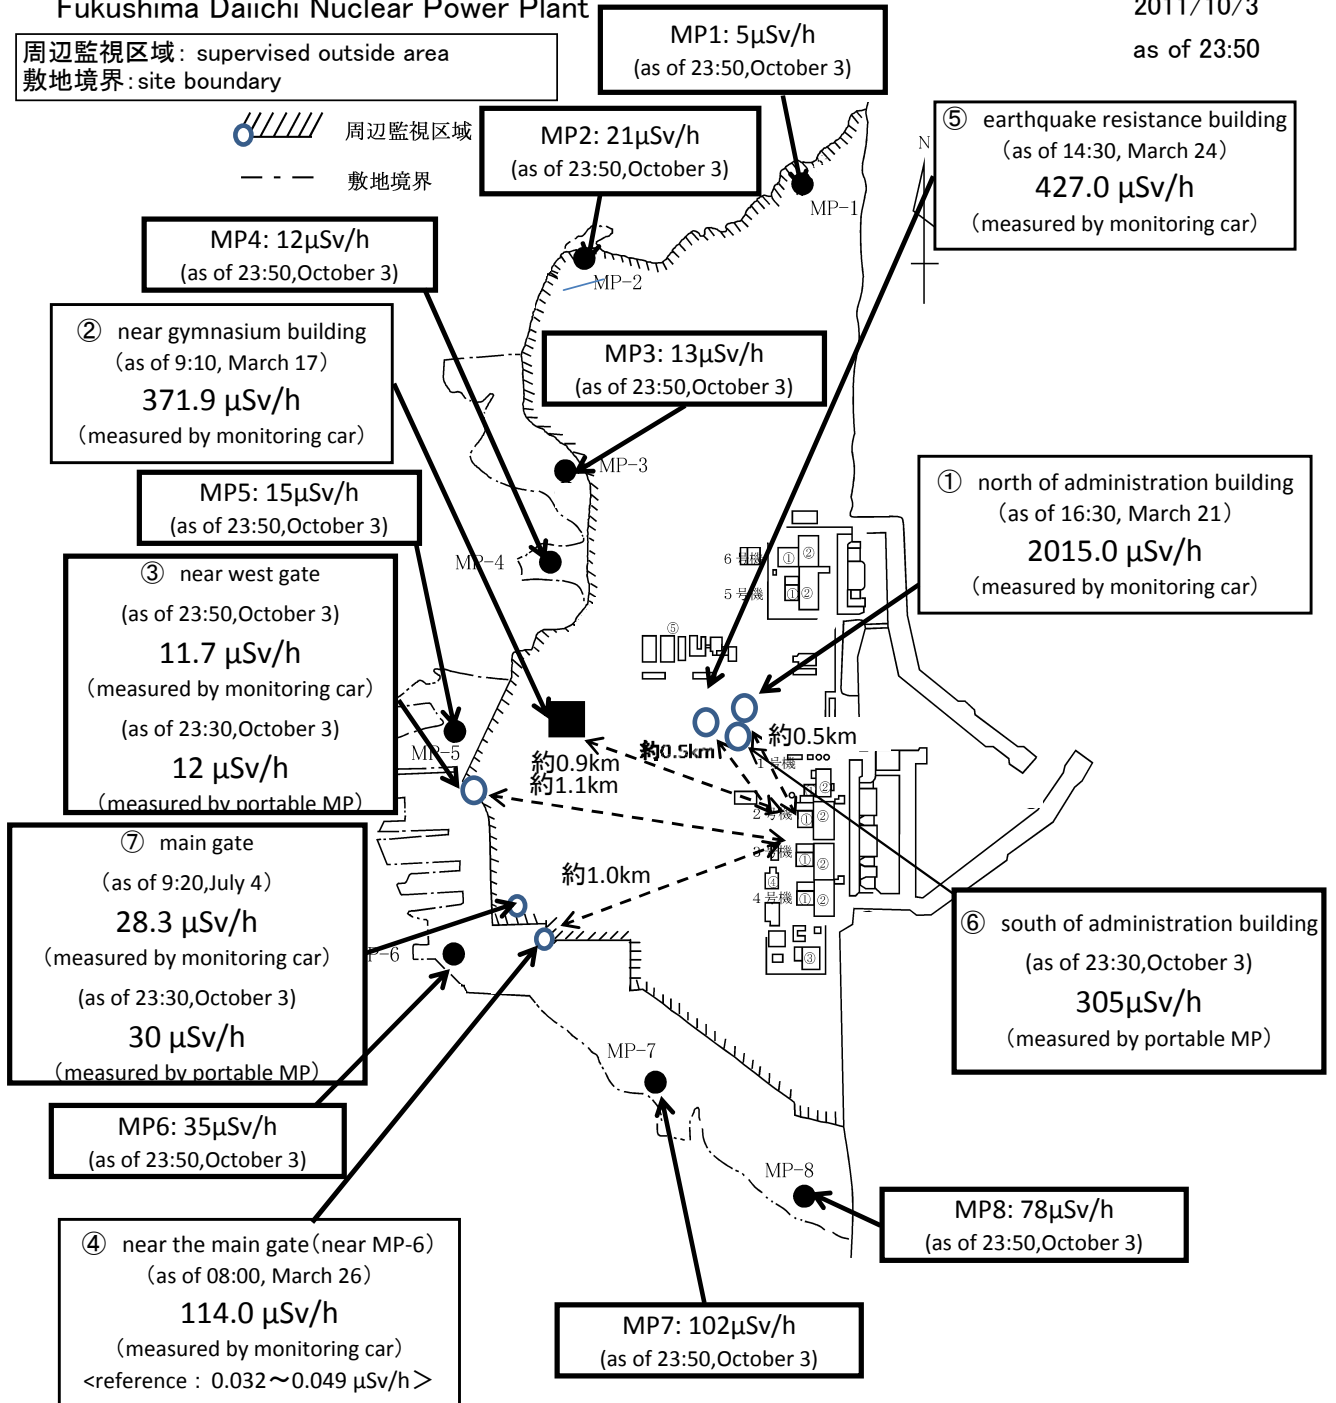 Fukushima Daiichi Nuclear Power Plant
2011/10/3
as of 23:50
周辺監視区域: supervised outside area
敷地境界:site boundary
周辺監視区域
敷地境界
MP1: 5μSv/h
(as of 23:50,October 3)
MP2: 21μSv/h
(as of 23:50,October 3)
⑤ earthquake resistance building
(as of 14:30, March 24)
427.0 μSv/h
(measured by monitoring car)
N
MP-1
MP4: 12μSv/h
(as of 23:50,October 3)
MP-2
② near gymnasium building
(as of 9:10, March 17)
371.9 μSv/h
(measured by monitoring car)
MP3: 13μSv/h
(as of 23:50,October 3)
MP-3
MP5: 15μSv/h
(as of 23:50,October 3)
① north of administration building
(as of 16:30, March 21)
2015.0 μSv/h
(measured by monitoring car)
MP-4
6号機
① ②
5号機
① ②
③ near west gate
(as of 23:50,October 3)
11.7 μSv/h
(measured by monitoring car)
(as of 23:30,October 3)
12 μSv/h
(measured by portable MP)
⑤
MP-5
約0.9km
約1.1km
約0.5km
約0.5km
1号機
②
2号機
① ②
3号機
① ②
④
4号機
① ②
③
約1.0km
⑦ main gate
(as of 9:20,July 4)
28.3 μSv/h
(measured by monitoring car)
(as of 23:30,October 3)
30 μSv/h
(measured by portable MP)
P-6
⑥ south of administration building
(as of 23:30,October 3)
305μSv/h
(measured by portable MP)
MP-7
MP6: 35μSv/h
(as of 23:50,October 3)
MP-8
MP8: 78μSv/h
(as of 23:50,October 3)
④ near the main gate(near MP-6)
(as of 08:00, March 26)
114.0 μSv/h
(measured by monitoring car)
<reference : 0.032～0.049 μSv/h>
MP7: 102μSv/h
(as of 23:50,October 3)